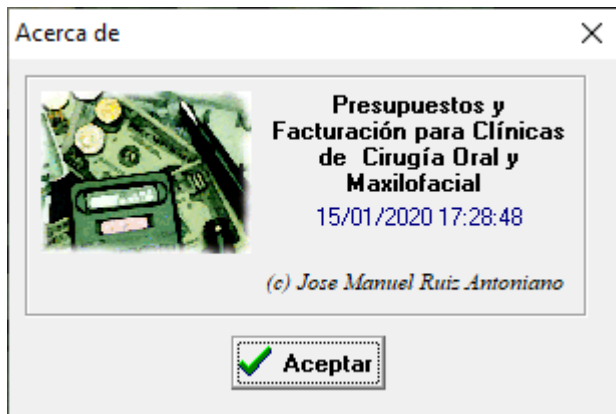 Acerca de
Presupuestos y
Facturación para Clínicas
de Cirugía Oral y
Maxilofacial
15/01/2020 17:28:48
(c) Jose Manuel Ruiz Antoniano
Aceptar